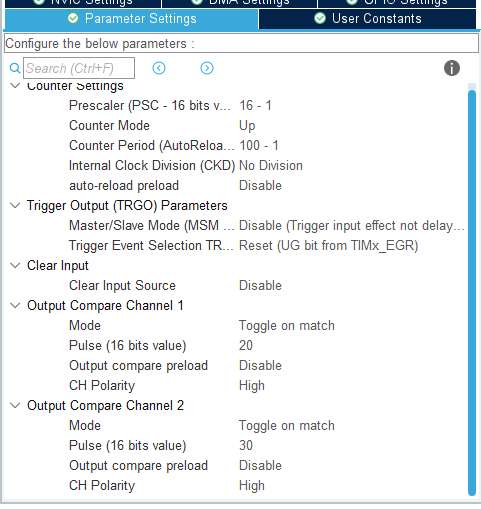 NVIC Settings DMA Settings GPIO Settings
Parameter Settings User Constants
Configure the below parameters :
Search (Ctrl+F)
Counter Settings
Prescaler (PSC - 16 bits v... 16 - 1
Counter Mode Up
Counter Period (AutoReloa... 100 - 1
Internal Clock Division (CKD) No Division
auto-reload preload Disable
Trigger Output (TRGO) Parameters
Master/Slave Mode (MSM ... Disable (Trigger input effect not delay...
Trigger Event Selection TR... Reset (UG bit from TIMx_EGR)
Clear Input
Clear Input Source Disable
Output Compare Channel 1
Mode Toggle on match
Pulse (16 bits value) 20
Output compare preload Disable
CH Polarity High
Output Compare Channel 2
Mode Toggle on match
Pulse (16 bits value) 30
Output compare preload Disable
CH Polarity High